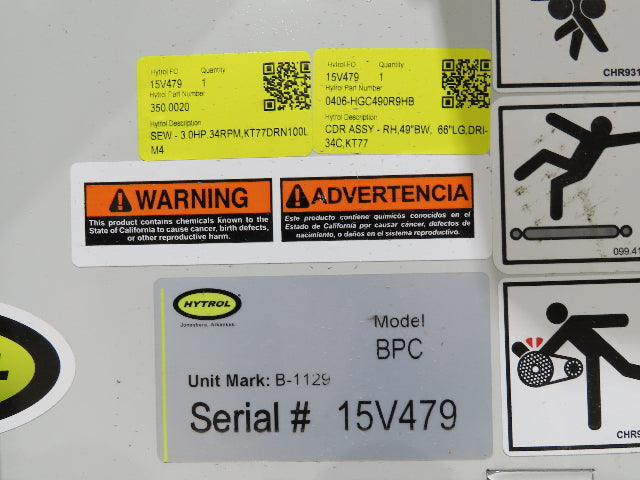 Hytrol FO Quantity
15V479 1
Hytrol Part Number
350.0020
Hytrol Description
SEW - 3.0HP,34RPM,KT77DRN100L
M4
Hytrol FO Quantity
15V479 1
Hytrol Part Number
0406-HGC490R9HB
Hytrol Description
CDR ASSY - RH,49"BW, 66"LG,DRI-
34C,KT77
WARNING
This product contains chemicals known to the
State of California to cause cancer, birth defects,
or other reproductive harm.
ADVERTENCIA
Este producto contiene químicos conocidos en el
Estado de California por causar cáncer, defectos de
nacimiento, o daños en el sistema reproductivo.
HYTROL
Jonesboro, Arkansas
Model
BPC
Unit Mark: B-1129
Serial # 15V479
CHR931
099.41
CHR9